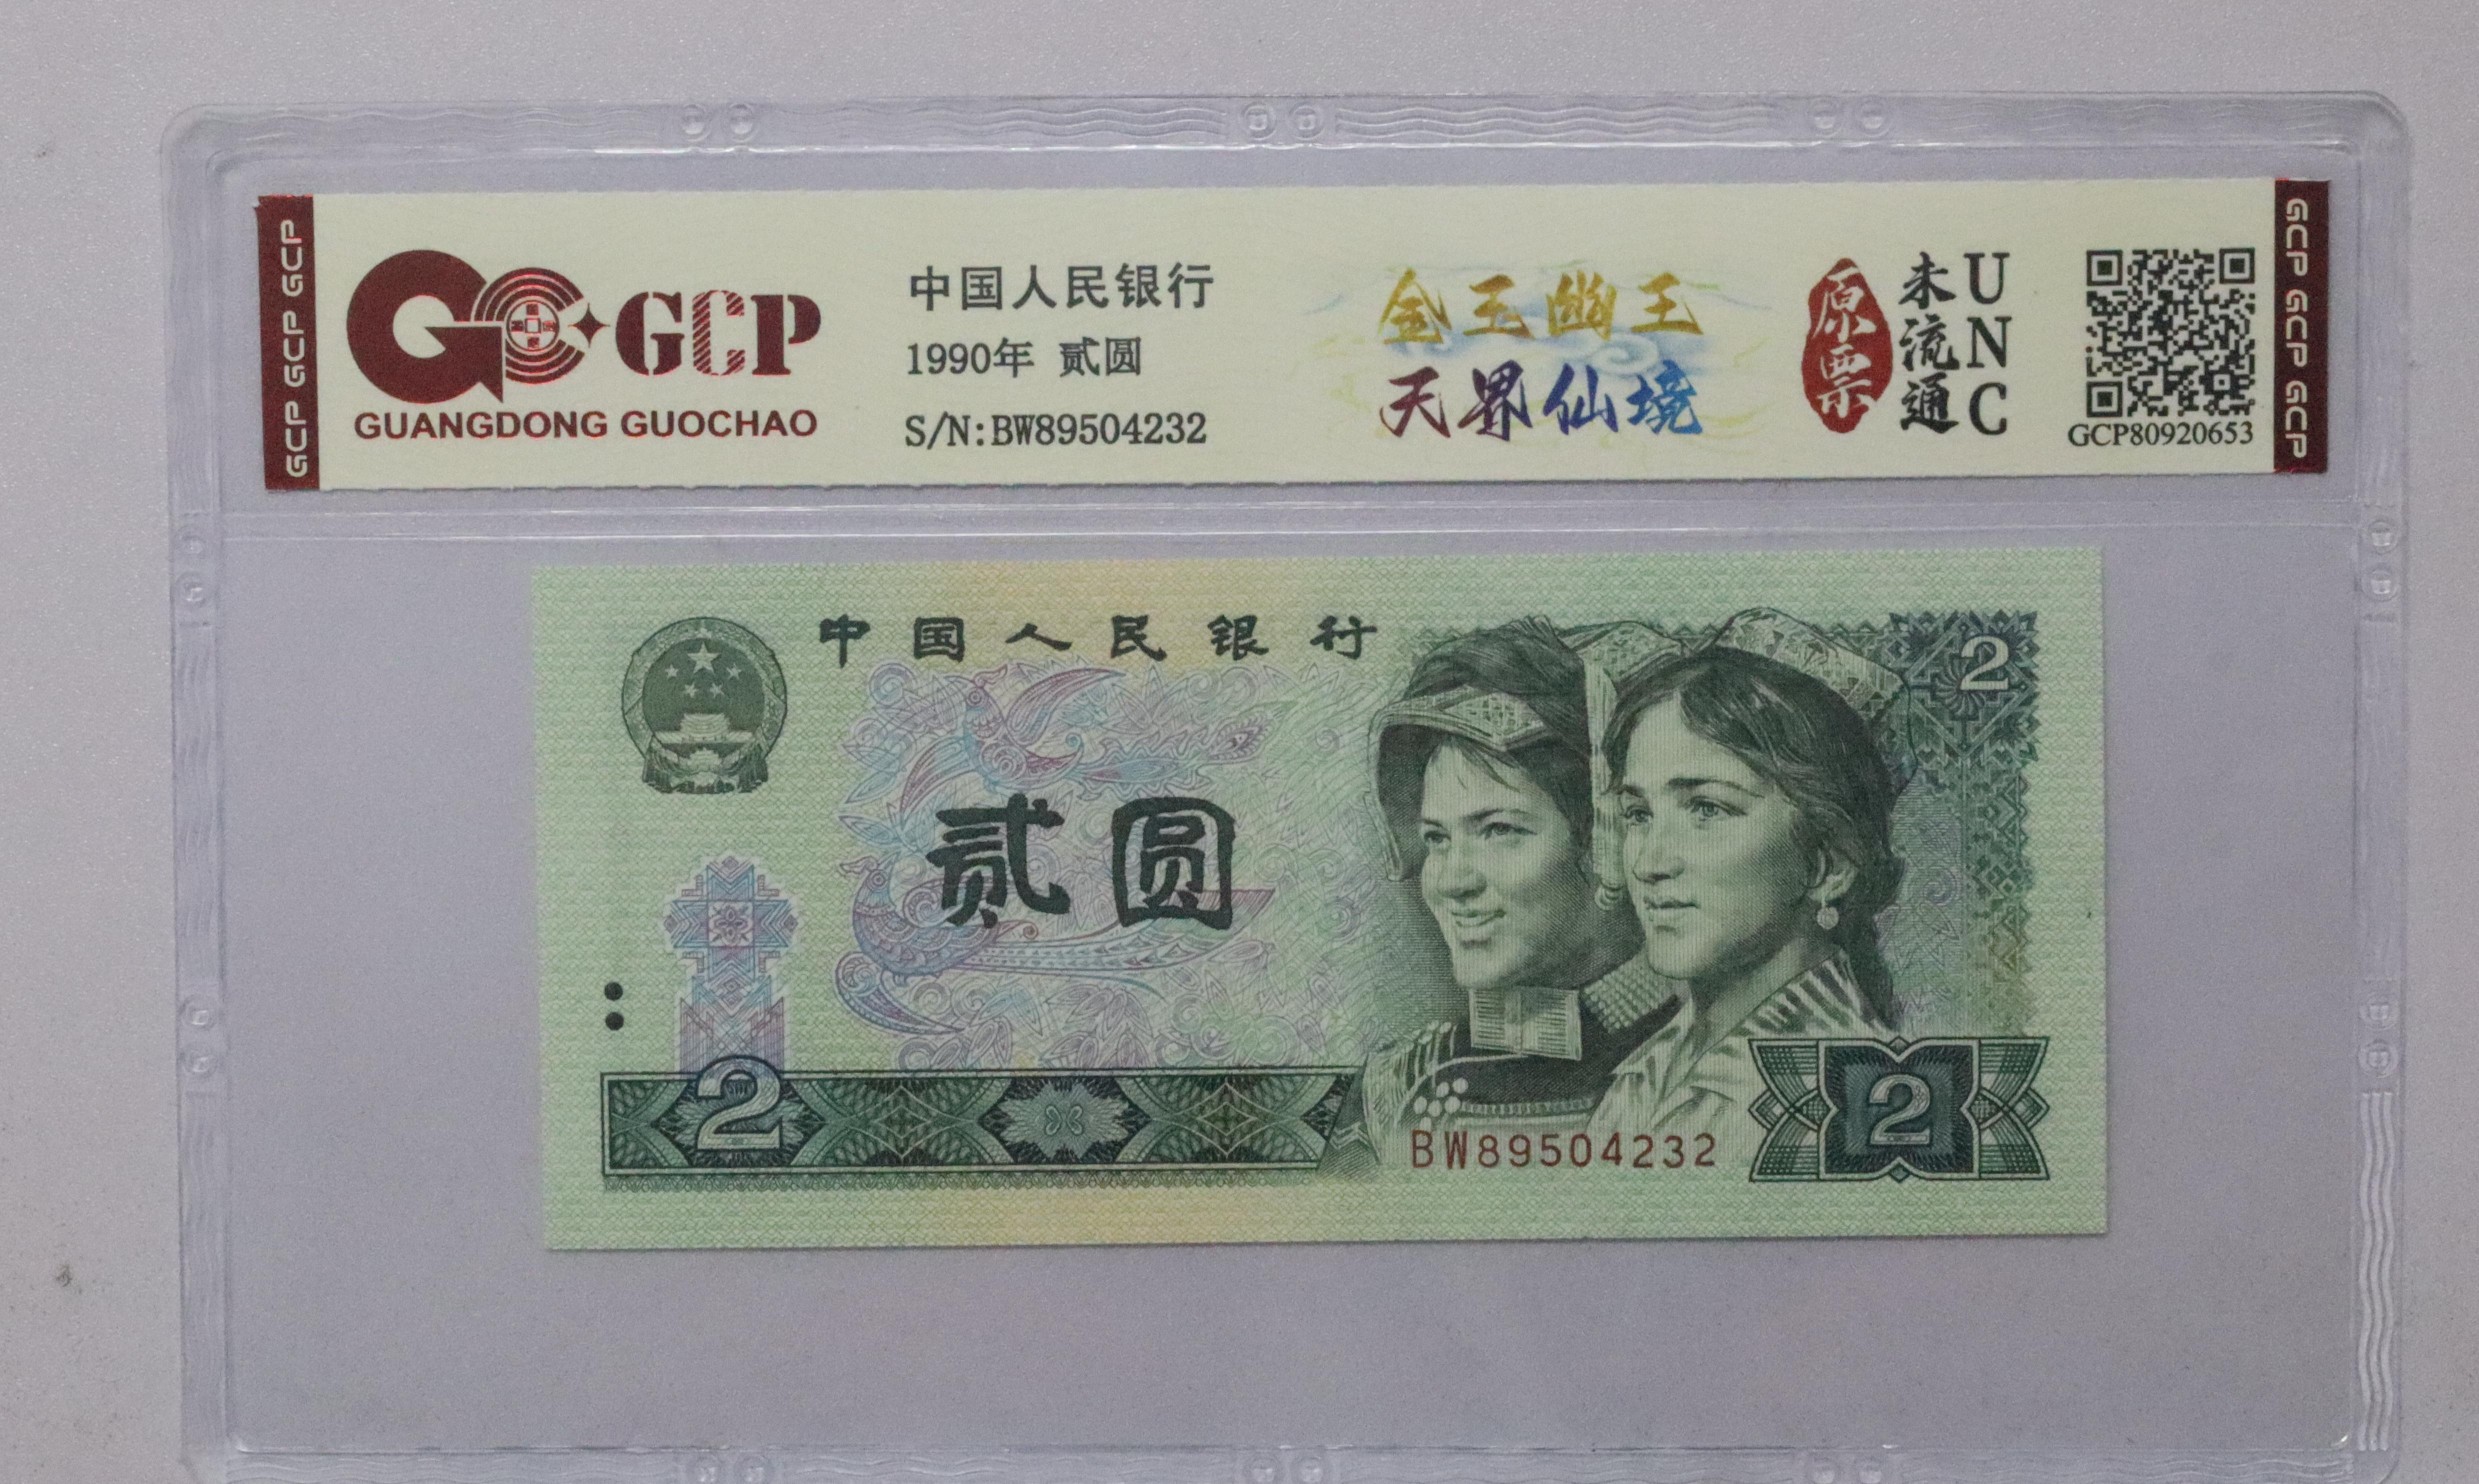 GCP GCP GCP
GCP
GUANGDONG GUOCHAO
中国人民银行
1990年 贰圆
S/N:BW89504232
金玉幽王
天界仙境
原票
未流通
UNC
GCP80920653
GCP GCP GCP
中国人民银行
2
贰圆
2
BW89504232
2